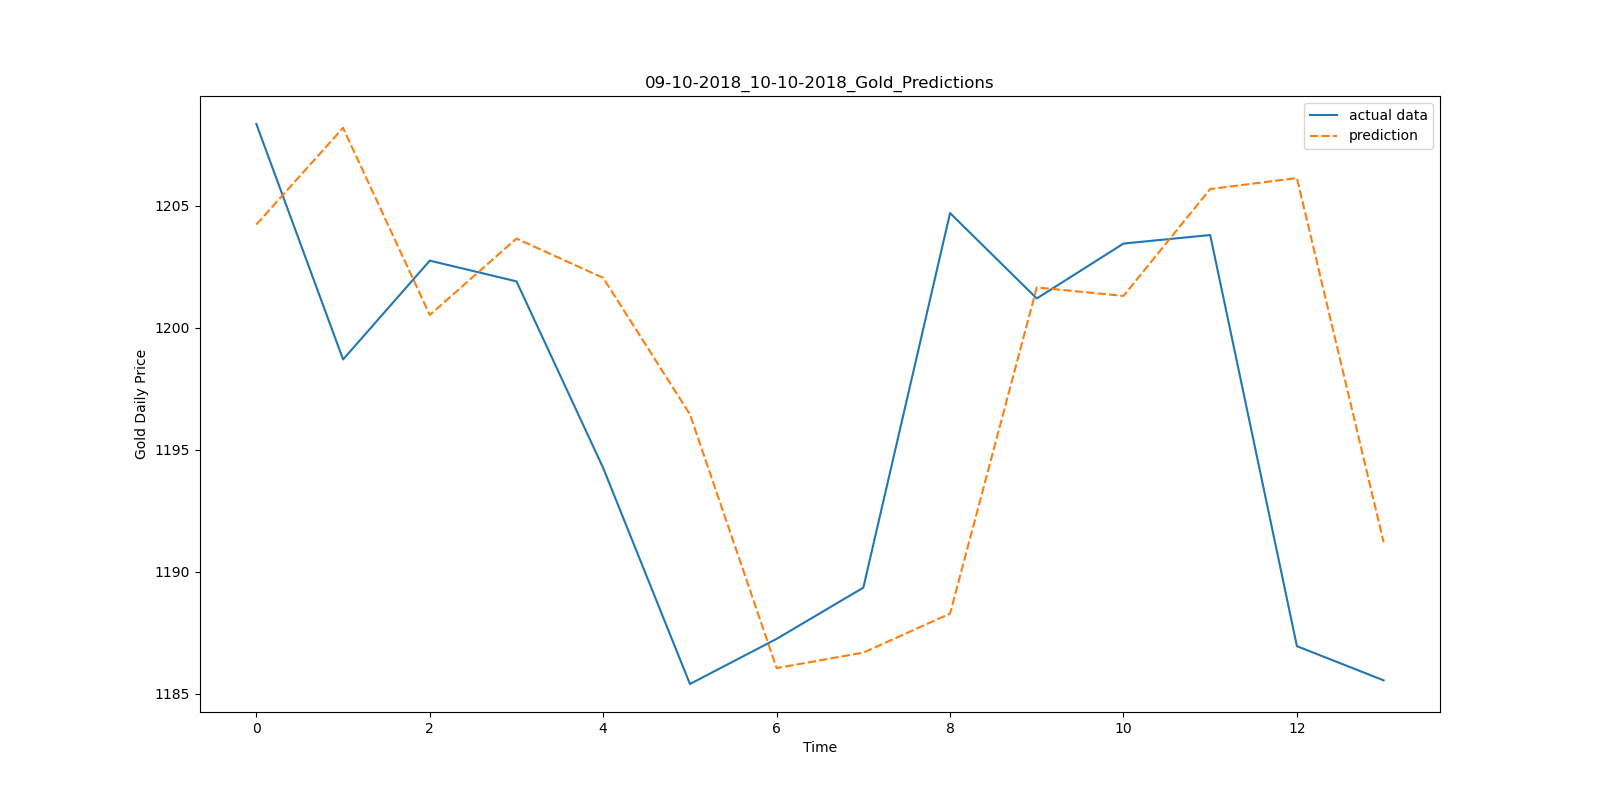 09-10-2018_10-10-2018_Gold_Predictions
actual data
prediction
1205
1200
1195
1190
1185
Gold Daily Price
0 2 4 6 8 10 12
Time